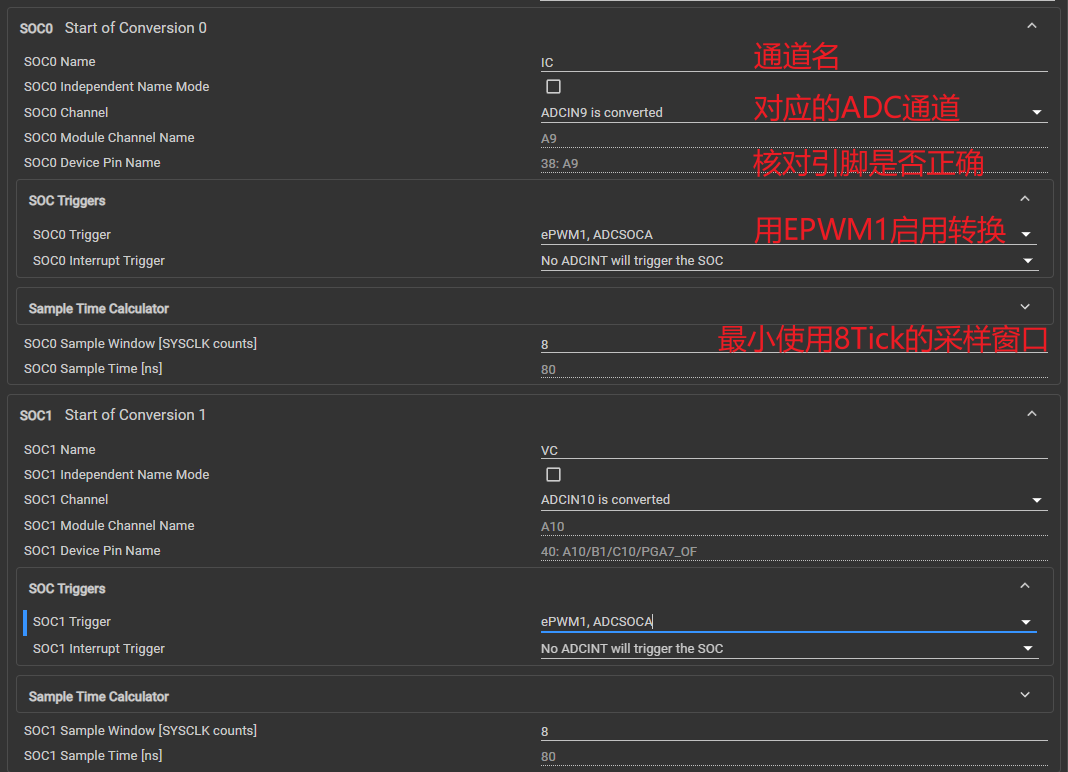 SOC0 Start of Conversion 0
SOC0 Name IC 通道名
SOC0 Independent Name Mode
SOC0 Channel ADCIN9 is converted 对应的ADC通道
SOC0 Module Channel Name A9
SOC0 Device Pin Name 38: A9 核对引脚是否正确
SOC Triggers
SOC0 Trigger ePWM1, ADCSOCA 用EPWM1启用转换
SOC0 Interrupt Trigger No ADCINT will trigger the SOC
Sample Time Calculator
SOC0 Sample Window [SYSCLK counts] 8 最小使用8Tick的采样窗口
SOC0 Sample Time [ns] 80
SOC1 Start of Conversion 1
SOC1 Name VC
SOC1 Independent Name Mode
SOC1 Channel ADCIN10 is converted
SOC1 Module Channel Name A10
SOC1 Device Pin Name 40: A10/B1/C10/PGA7_OF
SOC Triggers
SOC1 Trigger ePWM1, ADCSOCA
SOC1 Interrupt Trigger No ADCINT will trigger the SOC
Sample Time Calculator
SOC1 Sample Window [SYSCLK counts] 8
SOC1 Sample Time [ns] 80